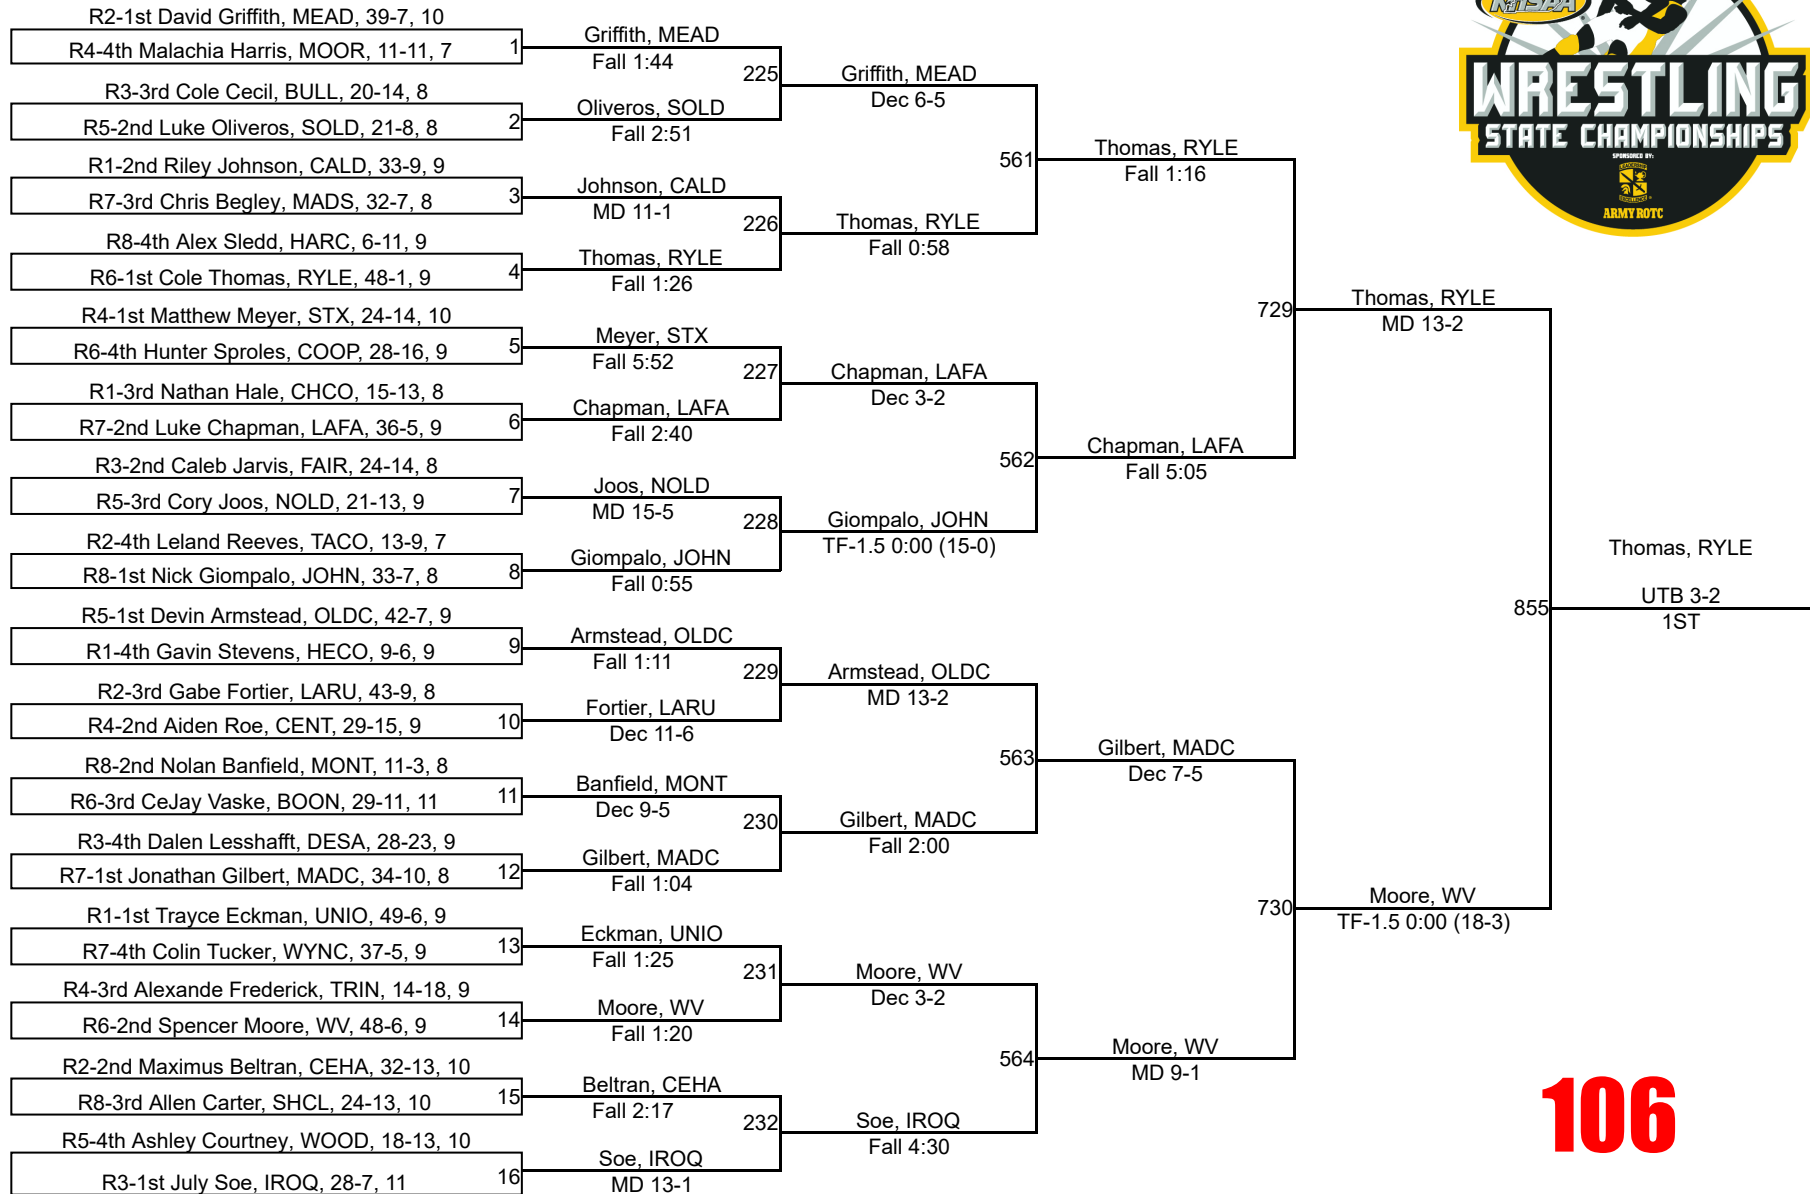 R2-1st David Griffith, MEAD, 39-7, 10
R4-4th Malachia Harris, MOOR, 11-11, 7
1
R3-3rd Cole Cecil, BULL, 20-14, 8
R5-2nd Luke Oliveros, SOLD, 21-8, 8
2
R1-2nd Riley Johnson, CALD, 33-9, 9
R7-3rd Chris Begley, MADS, 32-7, 8
3
R8-4th Alex Sledd, HARC, 6-11, 9
R6-1st Cole Thomas, RYLE, 48-1, 9
4
R4-1st Matthew Meyer, STX, 24-14, 10
R6-4th Hunter Sproles, COOP, 28-16, 9
5
R1-3rd Nathan Hale, CHCO, 15-13, 8
R7-2nd Luke Chapman, LAFA, 36-5, 9
6
R3-2nd Caleb Jarvis, FAIR, 24-14, 8
R5-3rd Cory Joos, NOLD, 21-13, 9
7
R2-4th Leland Reeves, TACO, 13-9, 7
R8-1st Nick Giompalo, JOHN, 33-7, 8
8
R5-1st Devin Armstead, OLDC, 42-7, 9
R1-4th Gavin Stevens, HECO, 9-6, 9
9
R2-3rd Gabe Fortier, LARU, 43-9, 8
R4-2nd Aiden Roe, CENT, 29-15, 9
10
R8-2nd Nolan Banfield, MONT, 11-3, 8
R6-3rd CeJay Vaske, BOON, 29-11, 11
11
R3-4th Dalen Lesshafft, DESA, 28-23, 9
R7-1st Jonathan Gilbert, MADC, 34-10, 8
12
R1-1st Trayce Eckman, UNIO, 49-6, 9
R7-4th Colin Tucker, WYNC, 37-5, 9
13
R4-3rd Alexande Frederick, TRIN, 14-18, 9
R6-2nd Spencer Moore, WV, 48-6, 9
14
R2-2nd Maximus Beltran, CEHA, 32-13, 10
R8-3rd Allen Carter, SHCL, 24-13, 10
15
R5-4th Ashley Courtney, WOOD, 18-13, 10
R3-1st July Soe, IROQ, 28-7, 11
16
Griffith, MEAD
Fall 1:44
225
Oliveros, SOLD
Fall 2:51
Johnson, CALD
MD 11-1
226
Thomas, RYLE
Fall 1:26
Meyer, STX
Fall 5:52
227
Chapman, LAFA
Fall 2:40
Joos, NOLD
MD 15-5
228
Giompalo, JOHN
Fall 0:55
Armstead, OLDC
Fall 1:11
229
Fortier, LARU
Dec 11-6
Banfield, MONT
Dec 9-5
230
Gilbert, MADC
Fall 1:04
Eckman, UNIO
Fall 1:25
231
Moore, WV
Fall 1:20
Beltran, CEHA
Fall 2:17
232
Soe, IROQ
MD 13-1
Griffith, MEAD
Dec 6-5
561
Thomas, RYLE
Fall 0:58
Chapman, LAFA
Dec 3-2
562
Giompalo, JOHN
TF-1.5 0:00 (15-0)
Armstead, OLDC
MD 13-2
563
Gilbert, MADC
Fall 2:00
Moore, WV
Dec 3-2
564
Soe, IROQ
Fall 4:30
Thomas, RYLE
Fall 1:16
729
Chapman, LAFA
Fall 5:05
Gilbert, MADC
Dec 7-5
730
Moore, WV
MD 9-1
Thomas, RYLE
MD 13-2
855
Moore, WV
TF-1.5 0:00 (18-3)
Thomas, RYLE
UTB 3-2
1ST
WRESTLING
STATE CHAMPIONSHIPS
SPONSORED BY:
ARMY ROTC
106